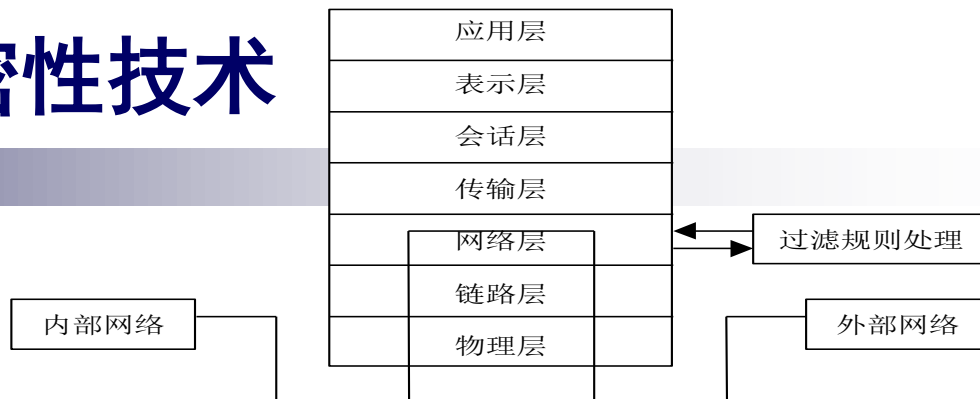 密性技术
应用层
表示层
会话层
传输层
网络层
过滤规则处理
链路层
内部网络
外部网络
物理层